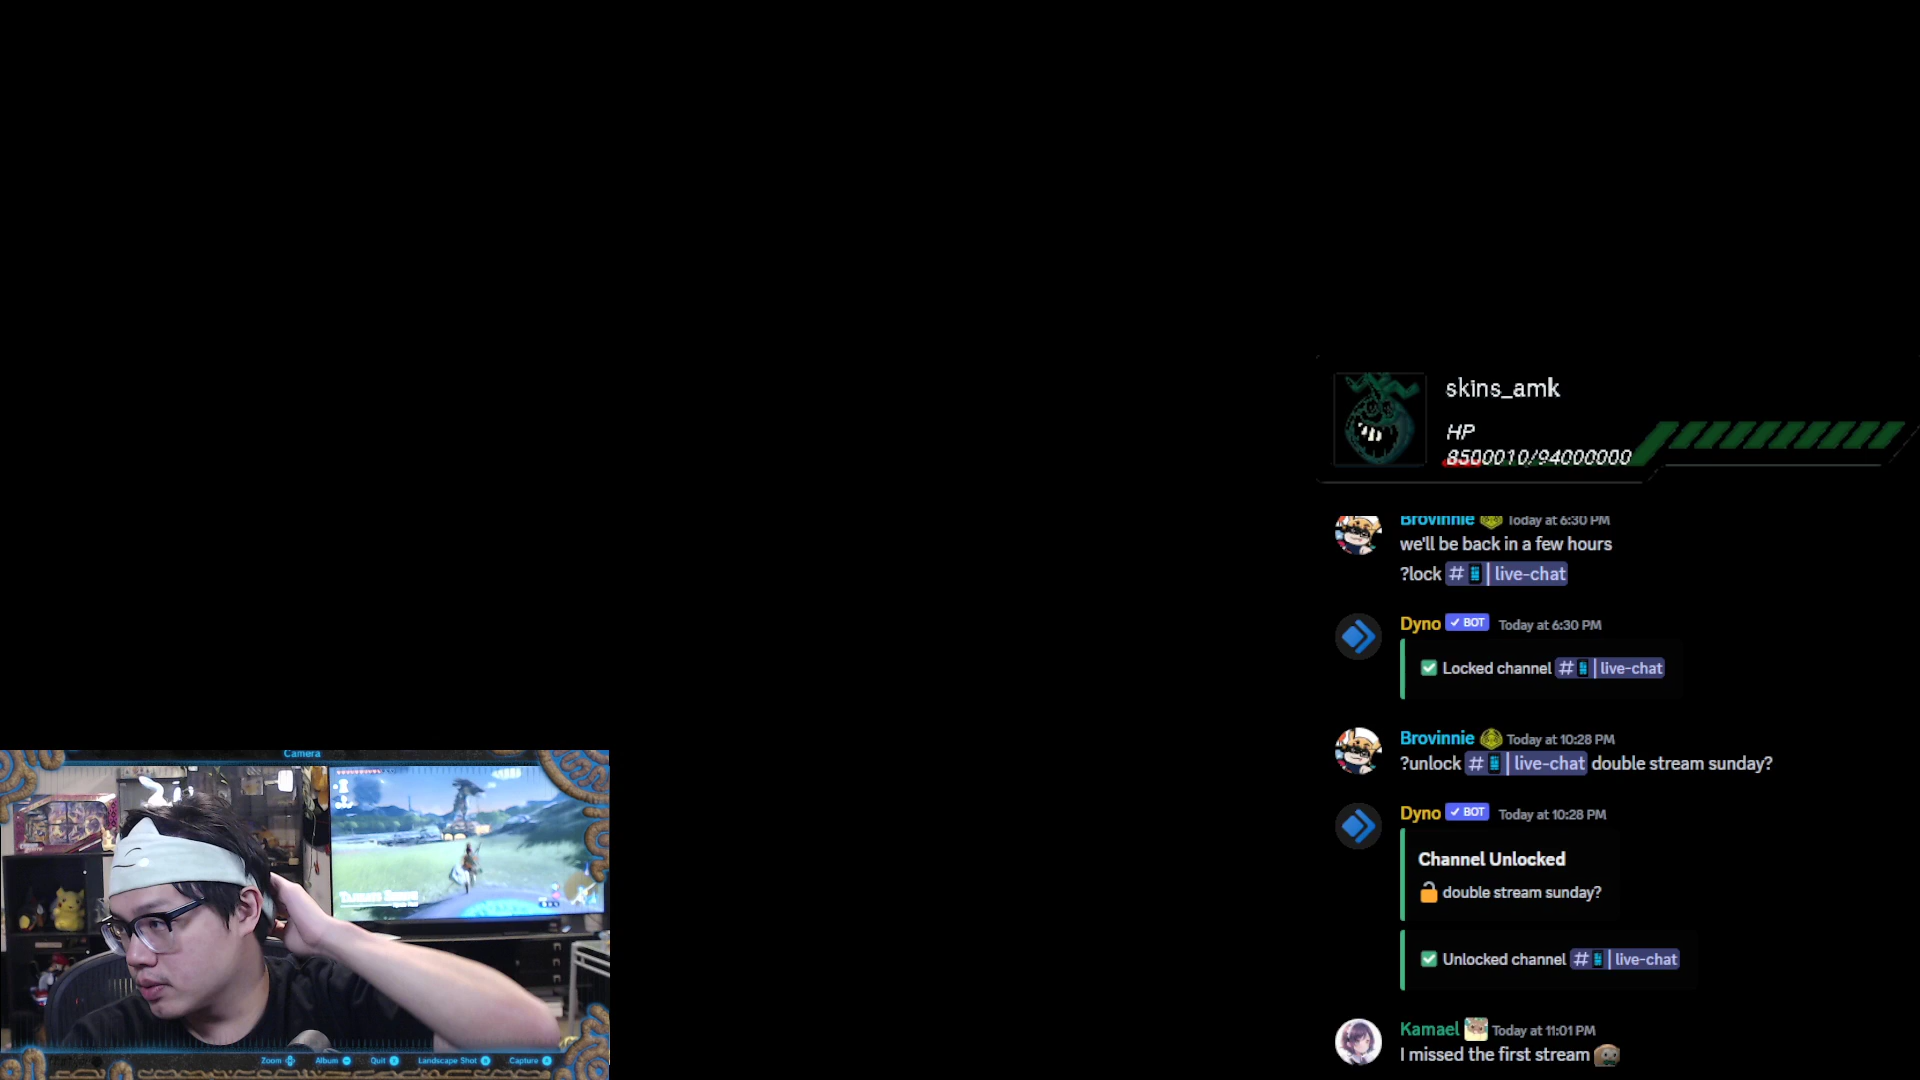 skins_amk
HP
8500010/94000000
Brovinnie Today at 6:30 PM
we'll be back in a few hours
?lock # | live-chat
Dyno ✓ BOT Today at 6:30 PM
✅ Locked channel # | live-chat
Brovinnie Today at 10:28 PM
?unlock # | live-chat double stream sunday?
Dyno ✓ BOT Today at 10:28 PM
Channel Unlocked
🔓 double stream sunday?
✅ Unlocked channel # | live-chat
Kamael Today at 11:01 PM
I missed the first stream
Camera
Zoom Album Quit Landscape Shot Capture